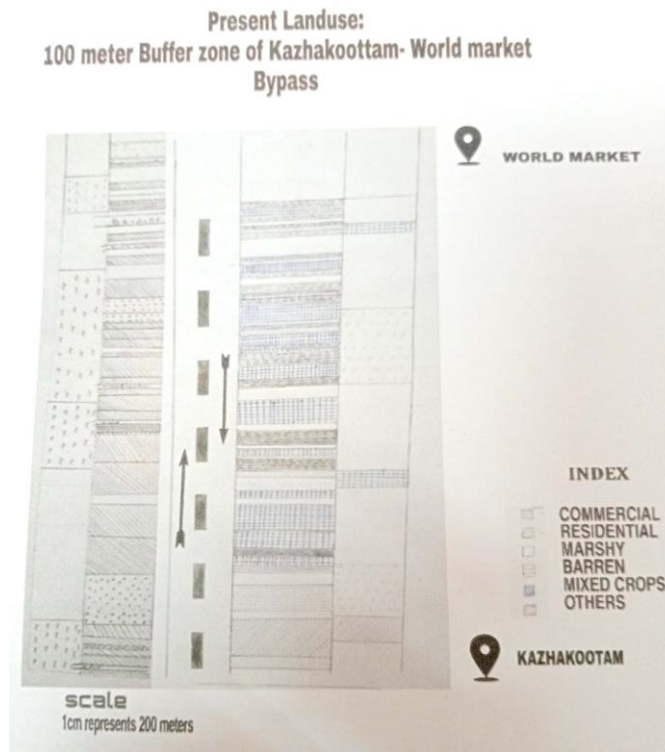 Present Landuse:
100 meter Buffer zone of Kazhakoottam- World market
Bypass
WORLD MARKET
INDEX
COMMERCIAL
RESIDENTIAL
MARSHY
BARREN
MIXED CROPS
OTHERS
KAZHAKOOTAM
scale
1cm represents 200 meters